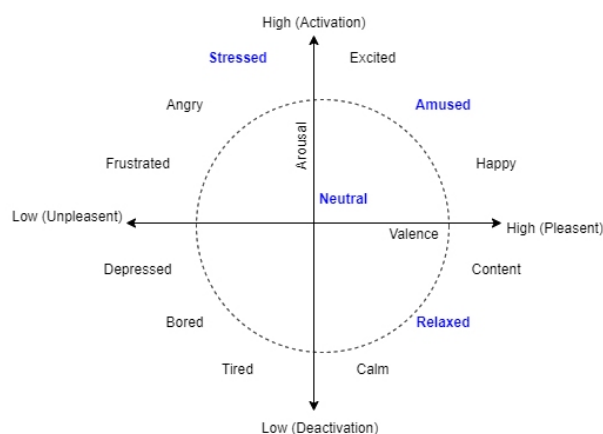 High (Activation)
Stressed
Excited
Angry
Amused
Arousal
Frustrated
Happy
Neutral
Low (Unpleasent)
Valence
High (Pleasent)
Depressed
Content
Bored
Relaxed
Tired
Calm
Low (Deactivation)